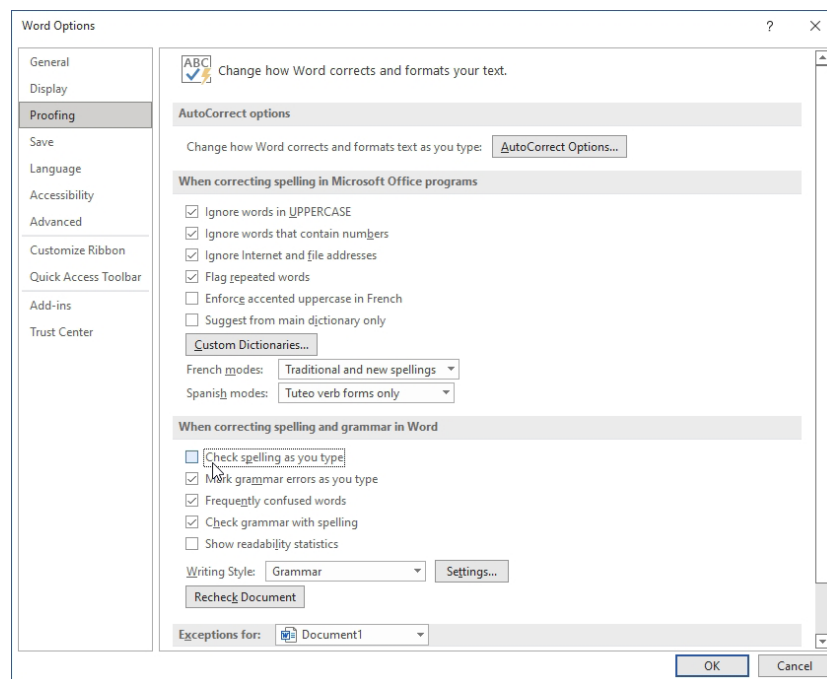 Word Options
?
General
Display
Proofing
Save
Language
Accessibility
Advanced
Customize Ribbon
Quick Access Toolbar
Add-ins
Trust Center
ABC
Change how Word corrects and formats your text.
AutoCorrect options
Change how Word corrects and formats text as you type: AutoCorrect Options...
When correcting spelling in Microsoft Office programs
Ignore words in UPPERCASE
Ignore words that contain numbers
Ignore Internet and file addresses
Flag repeated words
Enforce accented uppercase in French
Suggest from main dictionary only
Custom Dictionaries...
French modes: Traditional and new spellings
Spanish modes: Tuteo verb forms only
When correcting spelling and grammar in Word
Check spelling as you type
Mark grammar errors as you type
Frequently confused words
Check grammar with spelling
Show readability statistics
Writing Style: Grammar Settings...
Recheck Document
Exceptions for: Document1
OK Cancel